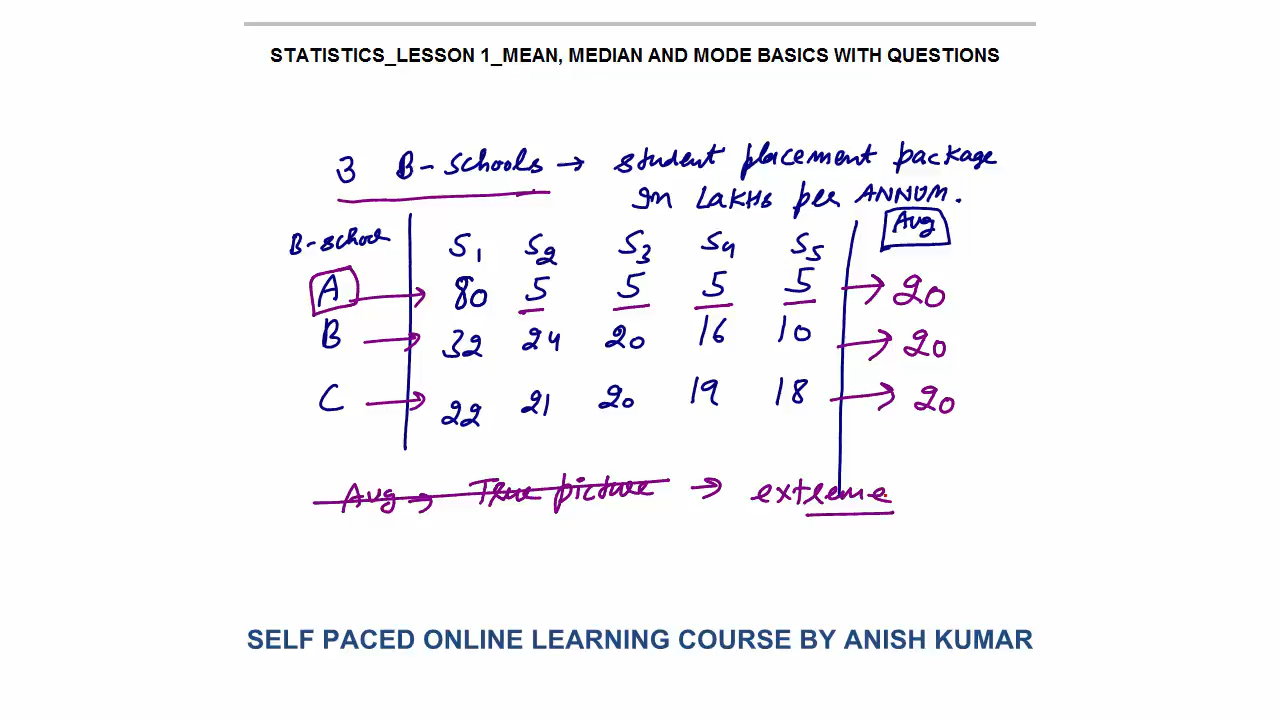 STATISTICS_LESSON 1_MEAN, MEDIAN AND MODE BASICS WITH QUESTIONS
3 B-Schools → student placement package
In LAKHS per ANNUM.
B-school S1 S2 S3 S4 S5 Avg
A → 80 5 5 5 5 → 20
B → 32 24 20 16 10 → 20
C → 22 21 20 19 18 → 20
Avg → True picture → extreme
SELF PACED ONLINE LEARNING COURSE BY ANISH KUMAR